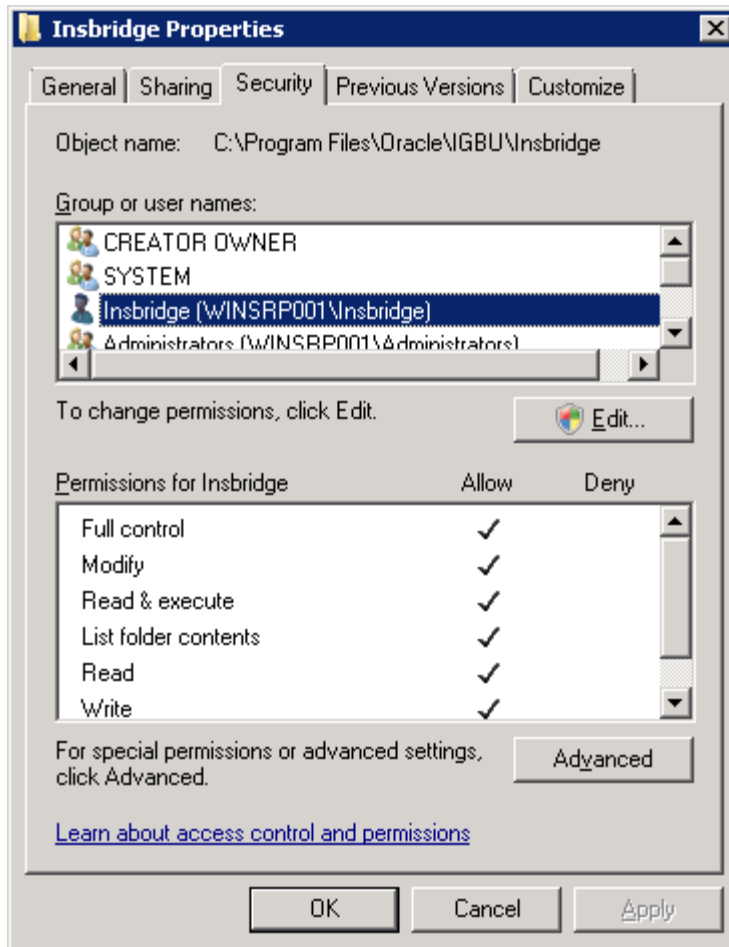 Insbridge Properties
General Sharing Security Previous Versions Customize
Object name: C:\Program Files\Oracle\IGBU\Insbridge
Group or user names:
CREATOR OWNER
SYSTEM
Insbridge (WINSRP001\Insbridge)
Administrators (WINSRP001\Administrators)
To change permissions, click Edit.
Edit...
Permissions for Insbridge Allow Deny
Full control
Modify
Read & execute
List folder contents
Read
Write
For special permissions or advanced settings,
click Advanced.
Advanced
Learn about access control and permissions
OK Cancel Apply